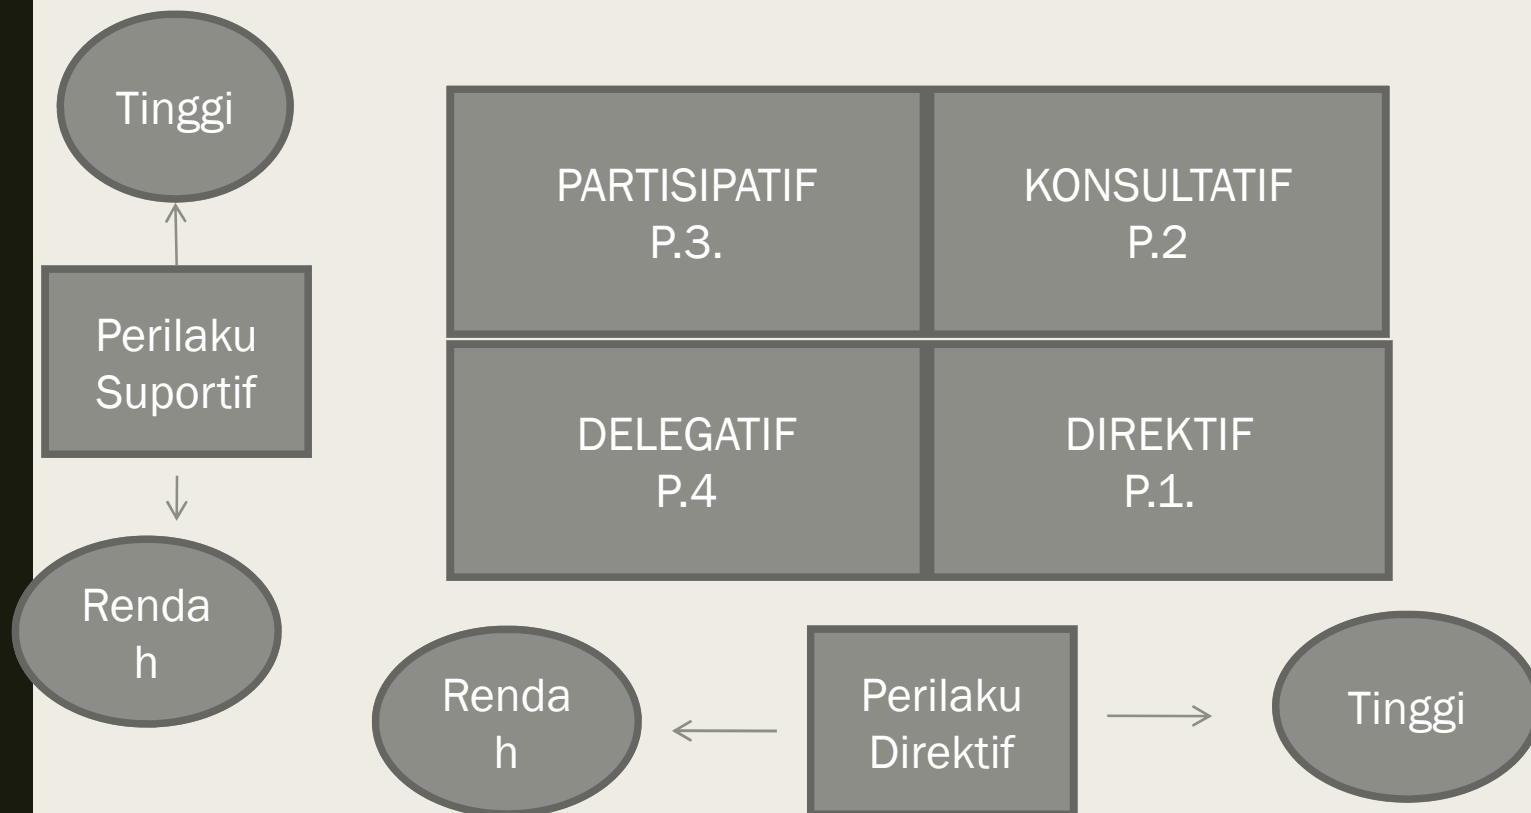 Tinggi
PARTISIPATIF
P.3.
KONSULTATIF
P.2
Perilaku
Suportif
DELEGATIF
P.4
DIREKTIF
P.1.
Renda
h
Renda
h
Perilaku
Direktif
Tinggi